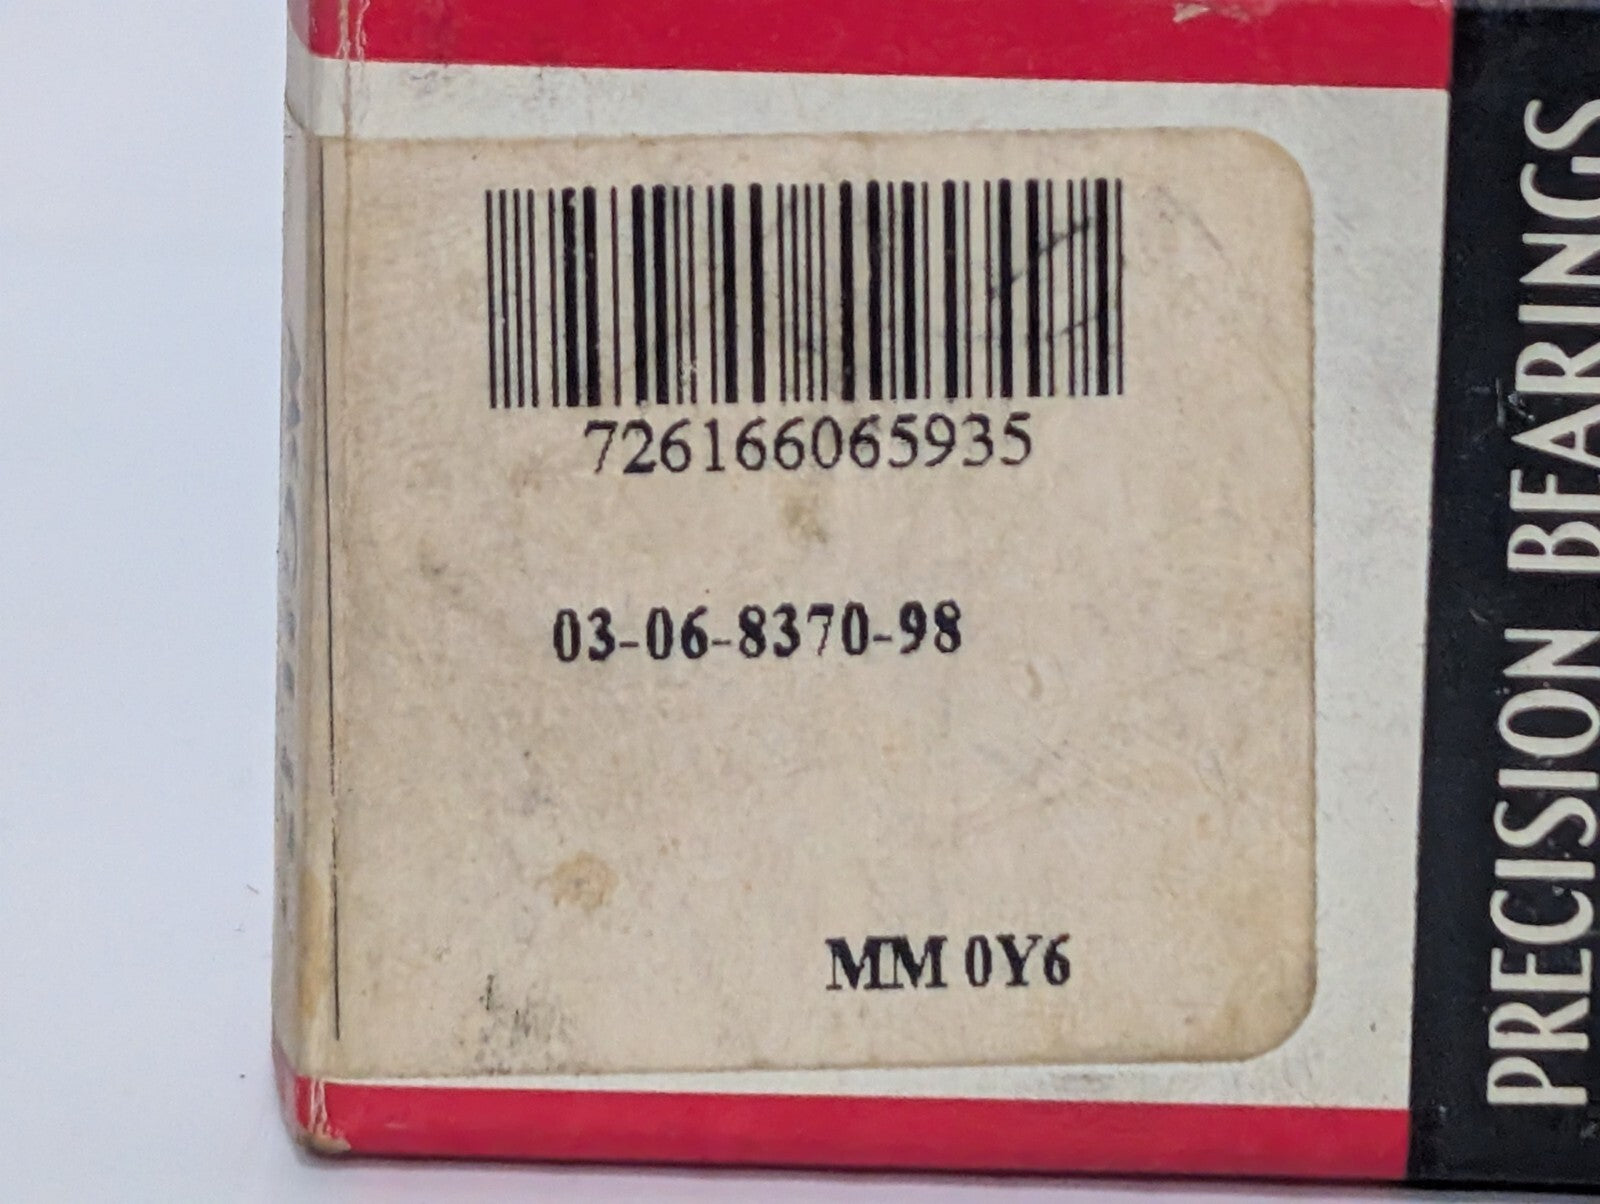 726166065935
03-06-8370-98
MM 0Y6
PRECISION BEARINGS